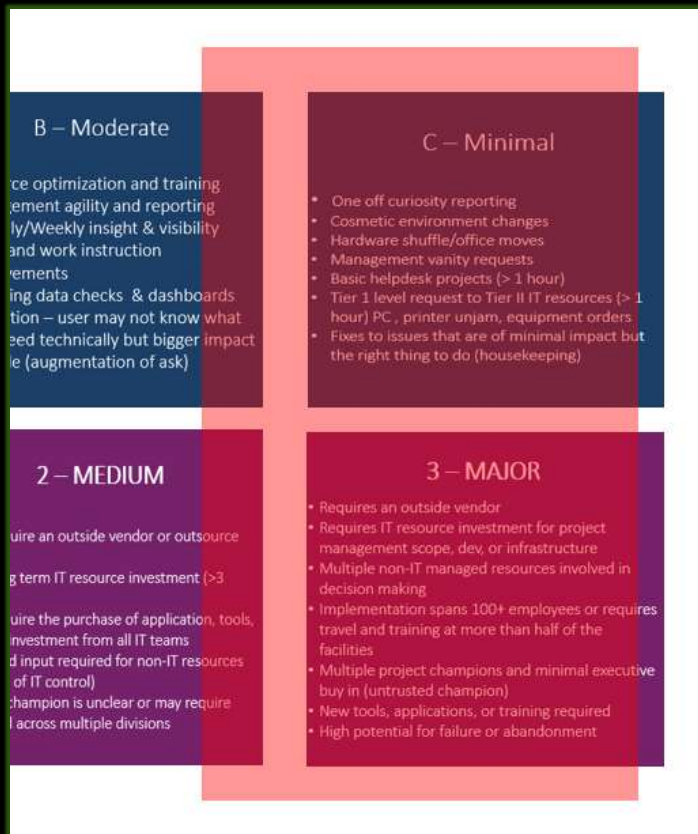 B – Moderate
ce optimization and training
ement agility and reporting
ly/Weekly insight & visibility
and work instruction
vements
ing data checks & dashboards
tion – user may not know what
eed technically but bigger impact
e (augmentation of ask)
C – Minimal
• One off curiosity reporting
• Cosmetic environment changes
• Hardware shuffle/office moves
• Management vanity requests
• Basic helpdesk projects (> 1 hour)
• Tier 1 level request to Tier II IT resources (> 1
hour) PC , printer unjam, equipment orders
• Fixes to issues that are of minimal impact but
the right thing to do (housekeeping)
2 – MEDIUM
uire an outside vendor or outsource
g term IT resource investment (>3
uire the purchase of application, tools,
investment from all IT teams
d input required for non-IT resources
of IT control)
champion is unclear or may require
l across multiple divisions
3 – MAJOR
• Requires an outside vendor
• Requires IT resource investment for project
management scope, dev, or infrastructure
• Multiple non-IT managed resources involved in
decision making
• Implementation spans 100+ employees or requires
travel and training at more than half of the
facilities
• Multiple project champions and minimal executive
buy in (untrusted champion)
• New tools, applications, or training required
• High potential for failure or abandonment